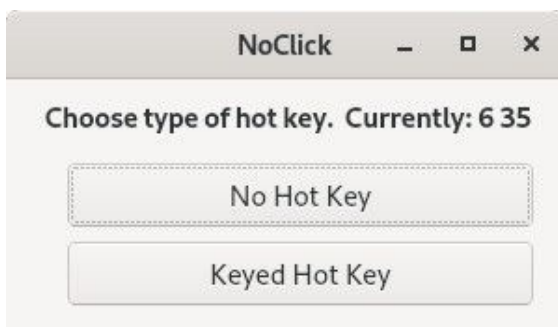 NoClick
Choose type of hot key. Currently: 6 35
No Hot Key
Keyed Hot Key